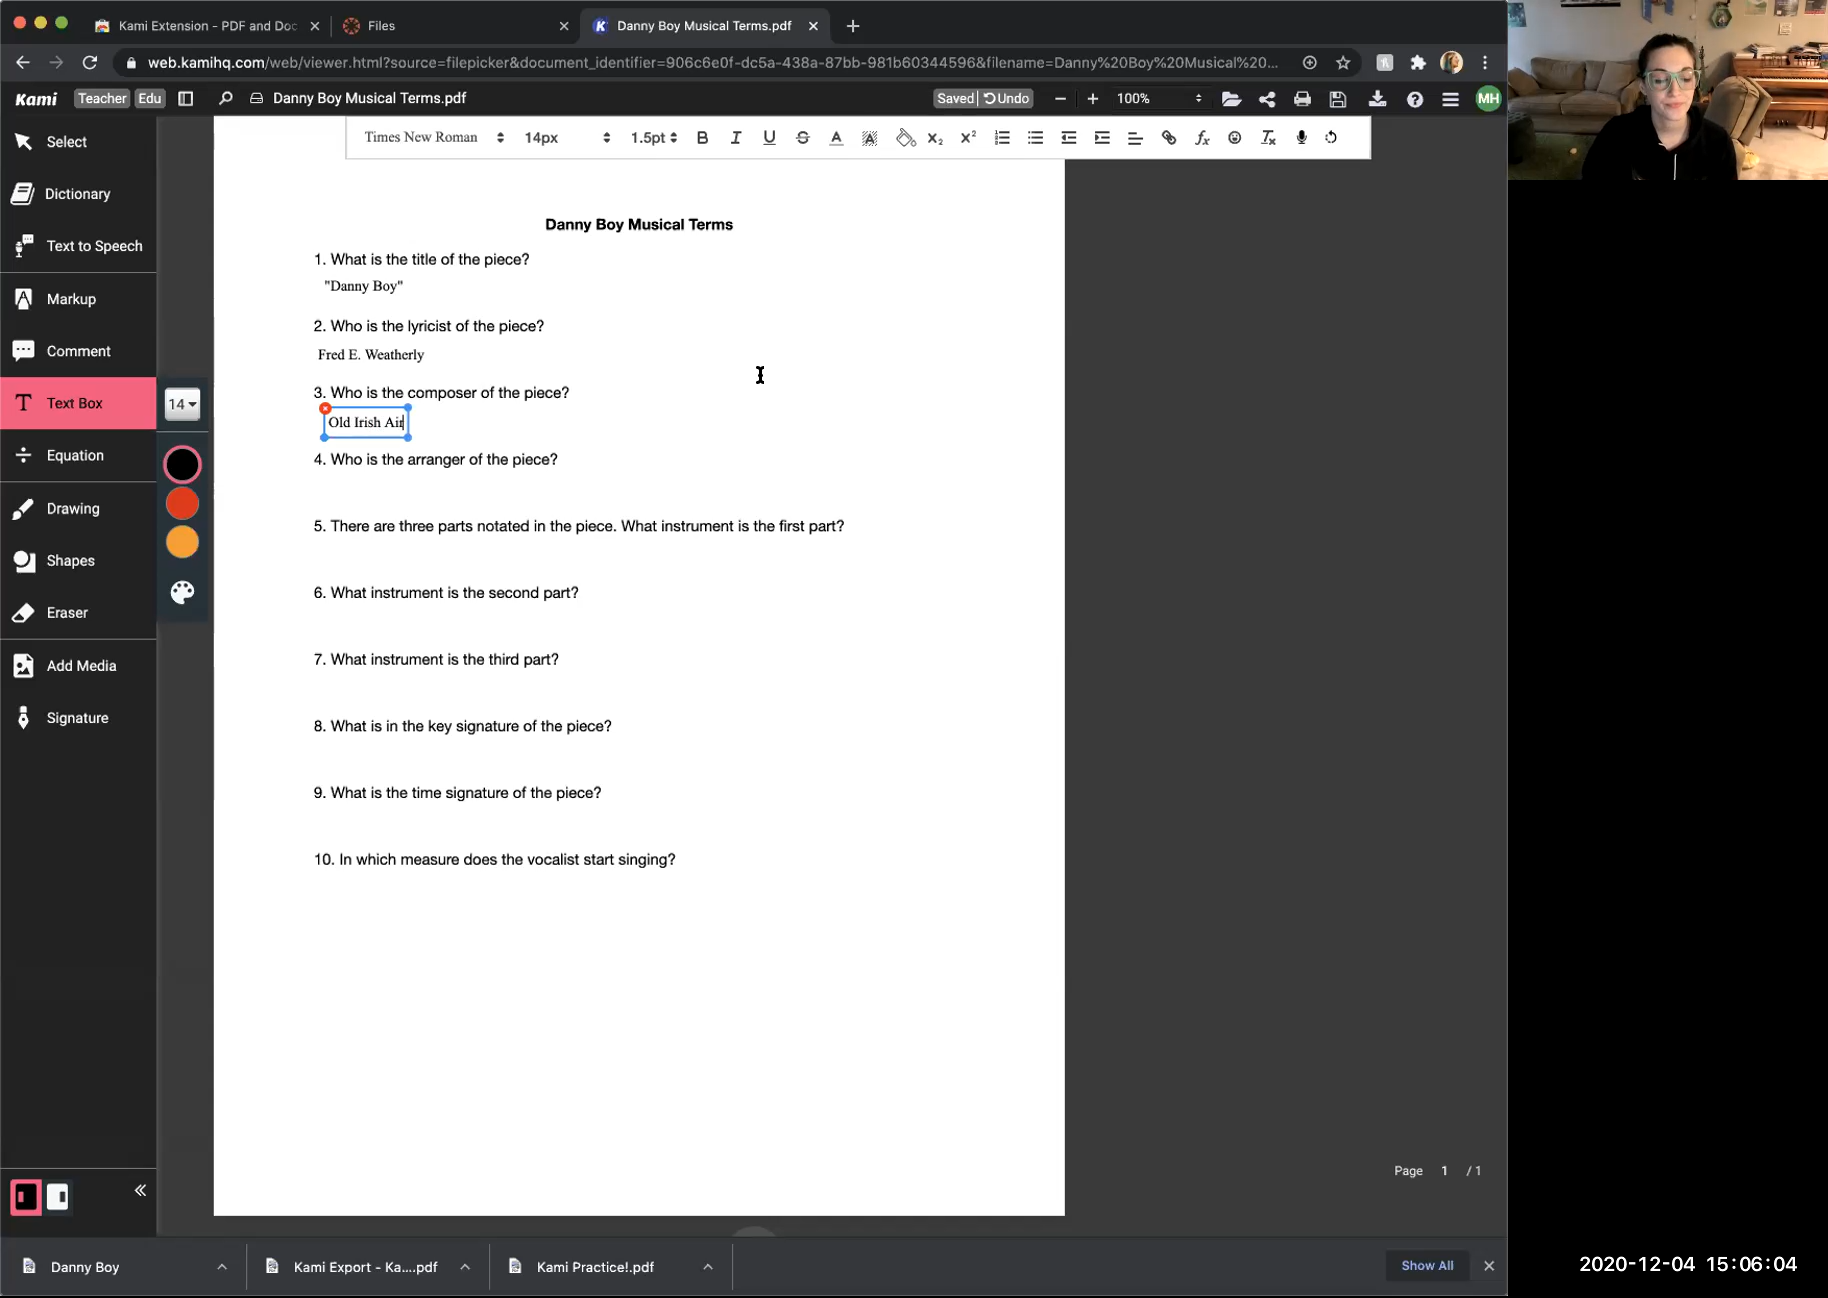 Kami Extension - PDF and Doc
Files
Danny Boy Musical Terms.pdf
web.kamihq.com/web/viewer.html?source=filepicker&document_identifier=906c6e0f-dc5a-438a-87bb-981b60344596&filename=Danny%20Boy%20Musical%20...
Kami Teacher Edu Danny Boy Musical Terms.pdf Saved Undo 100% MH
Times New Roman 14px 1.5pt B I U S A A X₂ X² fx
Select
Dictionary
Text to Speech
Markup
Comment
T Text Box 14
Equation
Drawing
Shapes
Eraser
Add Media
Signature
Danny Boy Musical Terms
1. What is the title of the piece?
"Danny Boy"
2. Who is the lyricist of the piece?
Fred E. Weatherly
3. Who is the composer of the piece?
Old Irish Air
4. Who is the arranger of the piece?
5. There are three parts notated in the piece. What instrument is the first part?
6. What instrument is the second part?
7. What instrument is the third part?
8. What is in the key signature of the piece?
9. What is the time signature of the piece?
10. In which measure does the vocalist start singing?
Page 1 / 1
Danny Boy
Kami Export - Ka....pdf
Kami Practice!.pdf
Show All
2020-12-04 15:06:04